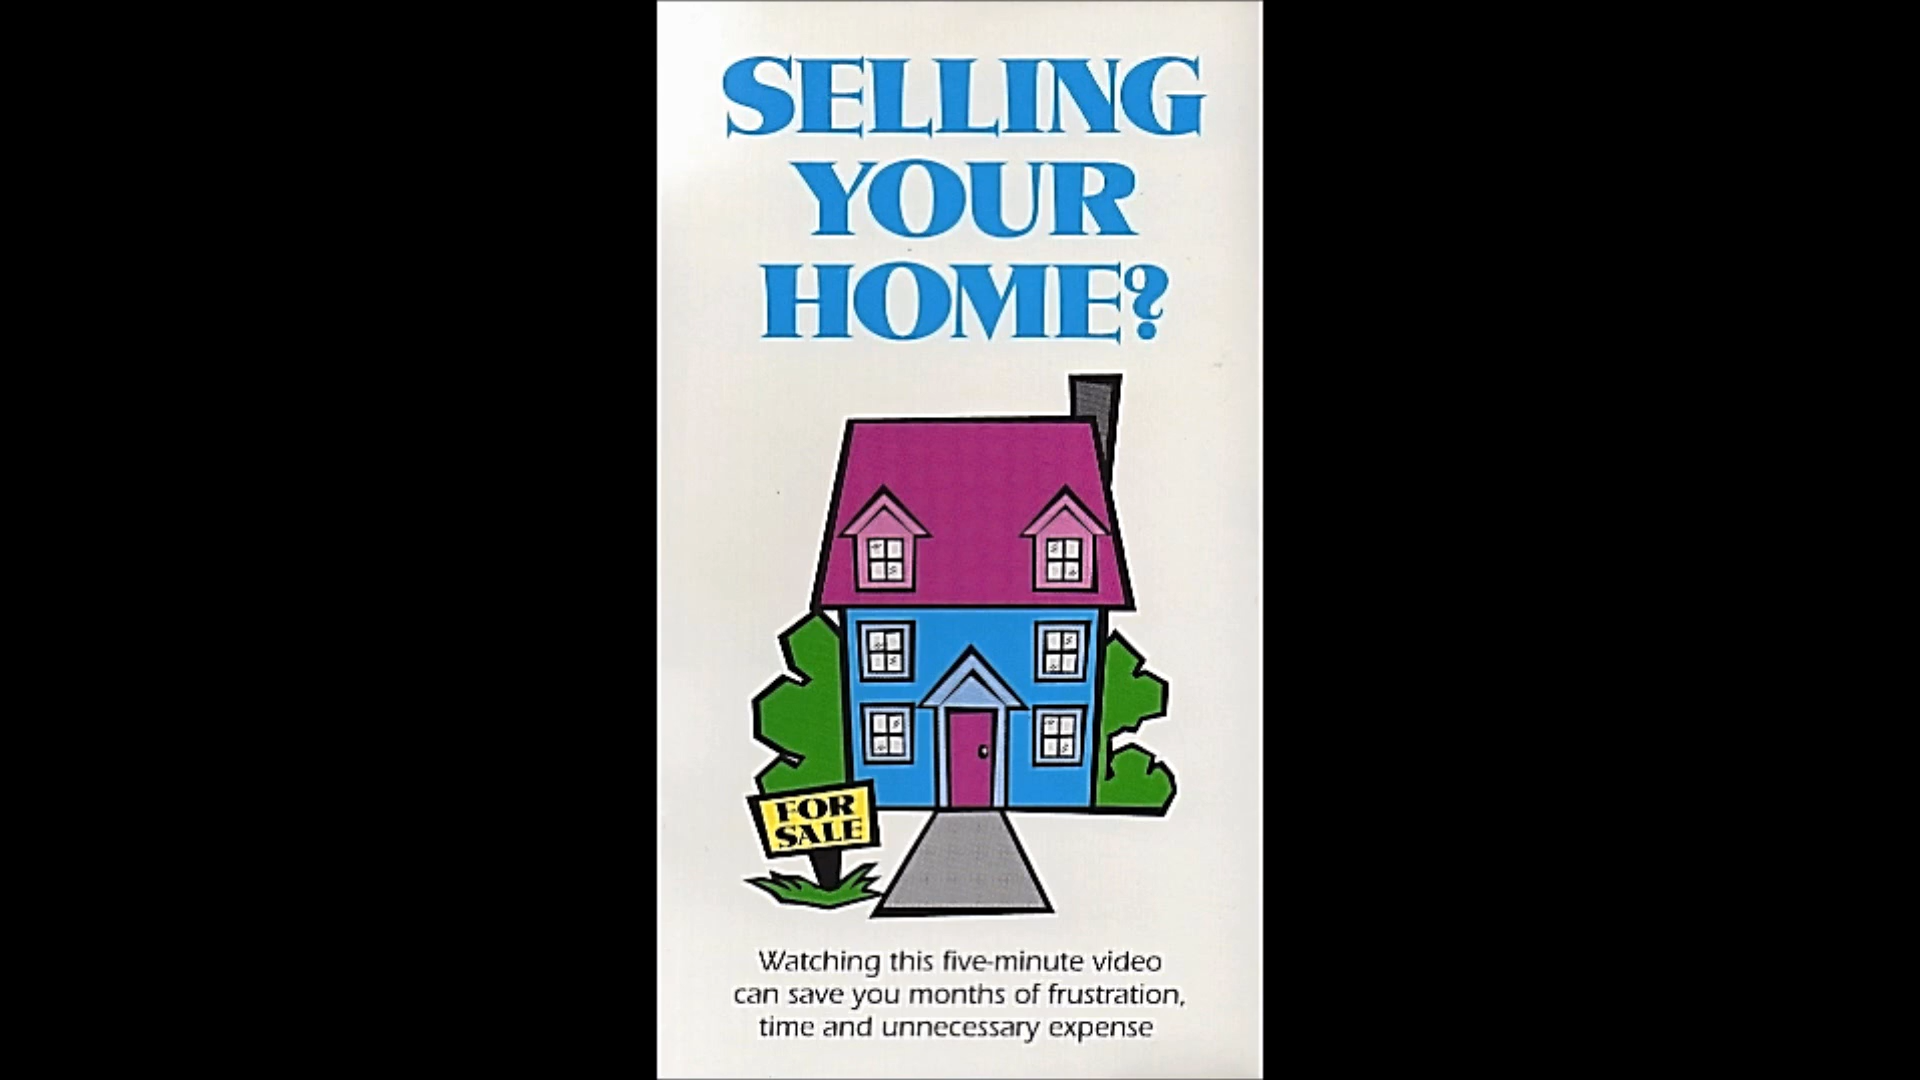 SELLING
YOUR
HOME?
FOR
SALE
Watching this five-minute video
can save you months of frustration,
time and unnecessary expense